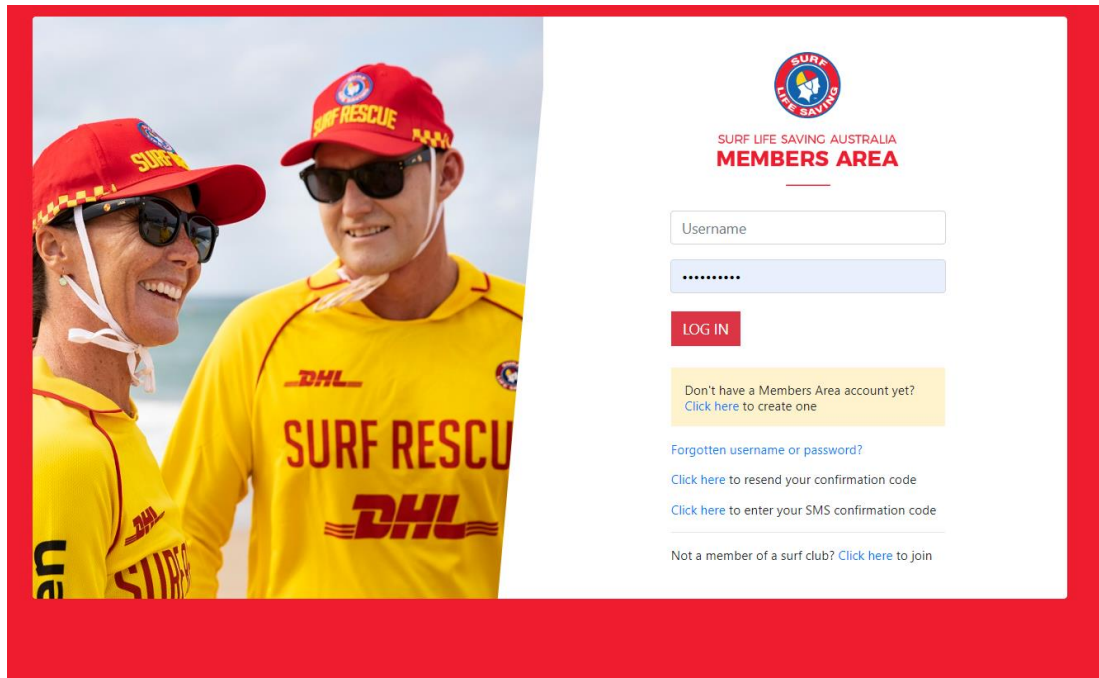 SURF
LIFE SAVING
SURF LIFE SAVING AUSTRALIA
MEMBERS AREA
Username
••••••••••
LOG IN
Don't have a Members Area account yet?
Click here to create one
Forgotten username or password?
Click here to resend your confirmation code
Click here to enter your SMS confirmation code
Not a member of a surf club? Click here to join
SURF RESCUE
DHL
SURF RESCU
DHL
DHL
en